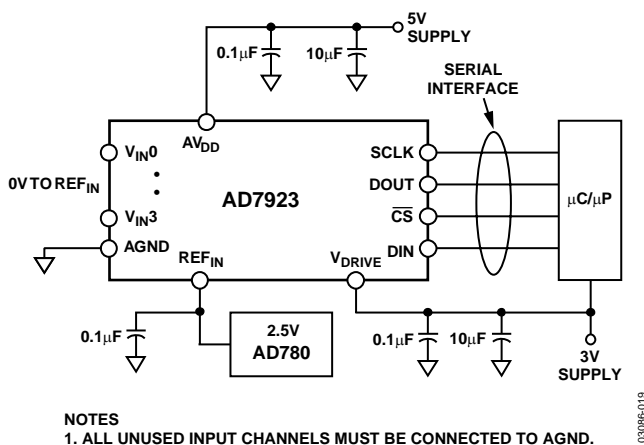 5V
SUPPLY
0.1µF
10µF
SERIAL
INTERFACE
AVDD
VIN0
SCLK
0V TO REFIN
DOUT
AD7923
µC/µP
VIN3
CS
AGND
DIN
REFIN
VDRIVE
0.1µF
2.5V
AD780
0.1µF
10µF
3V
SUPPLY
NOTES
1. ALL UNUSED INPUT CHANNELS MUST BE CONNECTED TO AGND.
03086-019